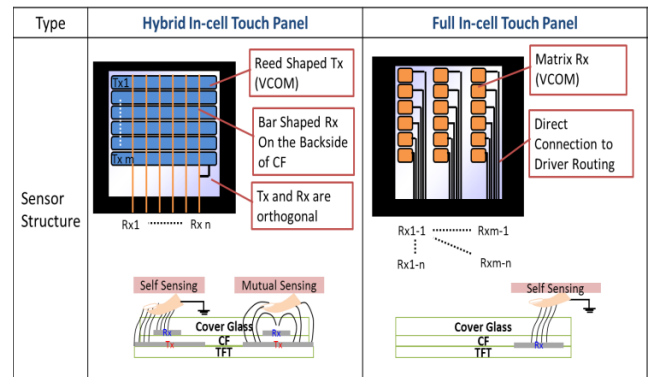 Type
Hybrid In-cell Touch Panel
Full In-cell Touch Panel
Sensor
Structure
Tx1
Tx m
Reed Shaped Tx
(VCOM)
Bar Shaped Rx
On the Backside
of CF
Tx and Rx are
orthogonal
Rx1 ········ Rx n
Self Sensing
Mutual Sensing
Cover Glass
Rx
Rx
CF
Tx
Tx
TFT
Matrix Rx
(VCOM)
Direct
Connection to
Driver Routing
Rx1-1 ········ Rxm-1
Rx1-n
Rxm-n
Self Sensing
Cover Glass
CF
Rx
TFT